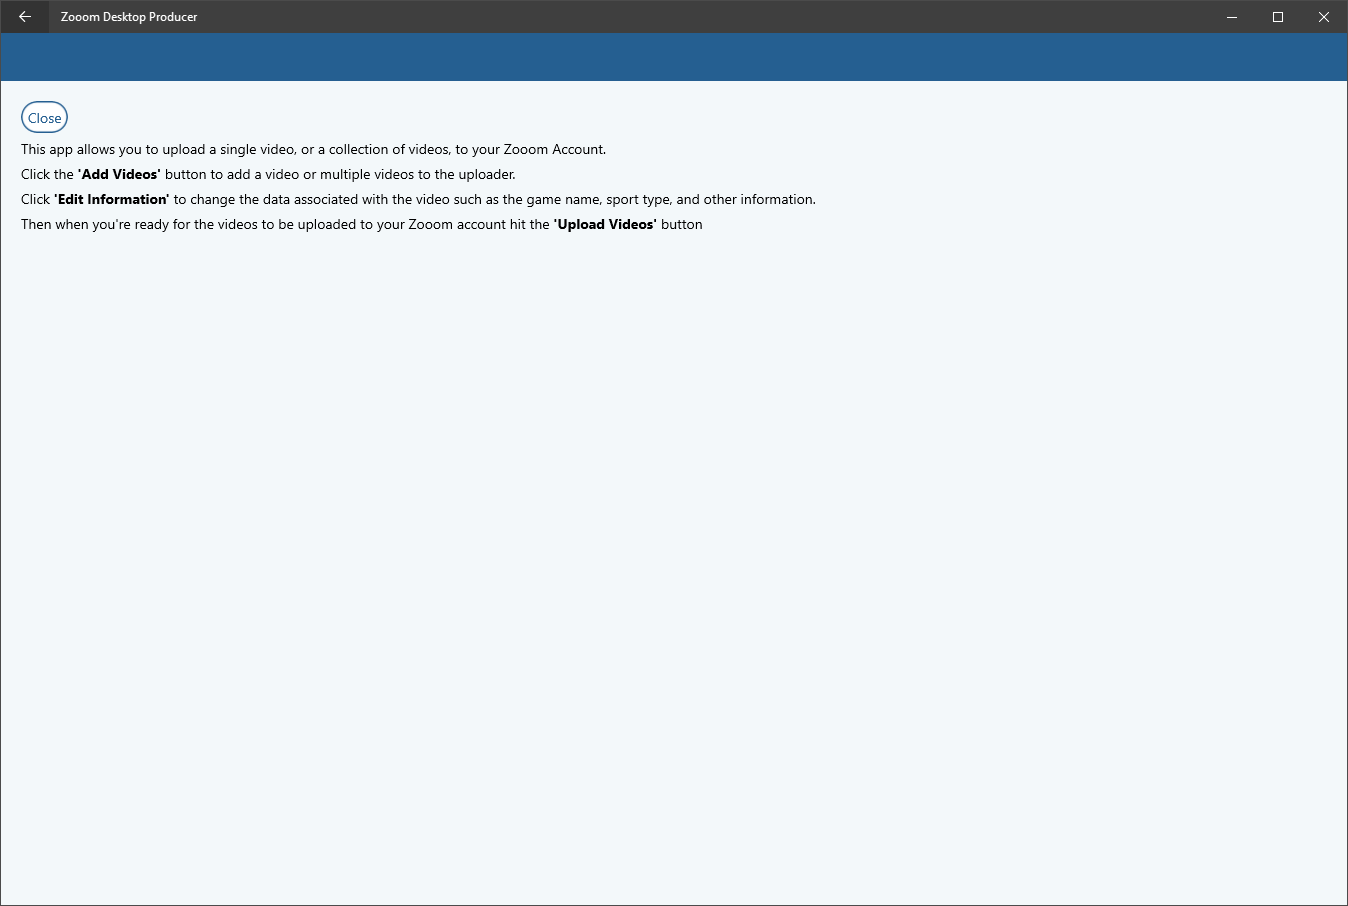 Zooom Desktop Producer
Close
This app allows you to upload a single video, or a collection of videos, to your Zooom Account.
Click the 'Add Videos' button to add a video or multiple videos to the uploader.
Click 'Edit Information' to change the data associated with the video such as the game name, sport type, and other information.
Then when you're ready for the videos to be uploaded to your Zooom account hit the 'Upload Videos' button